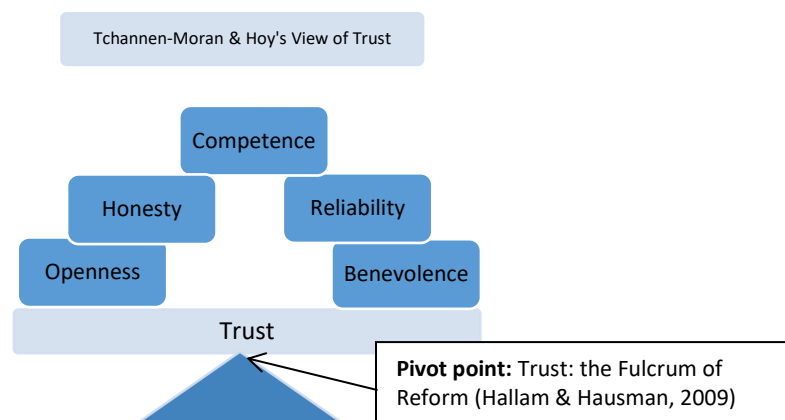 Tchannen-Moran & Hoy's View of Trust
Competence
Honesty
Reliability
Openness
Benevolence
Trust
Pivot point: Trust: the Fulcrum of
Reform (Hallam & Hausman, 2009)